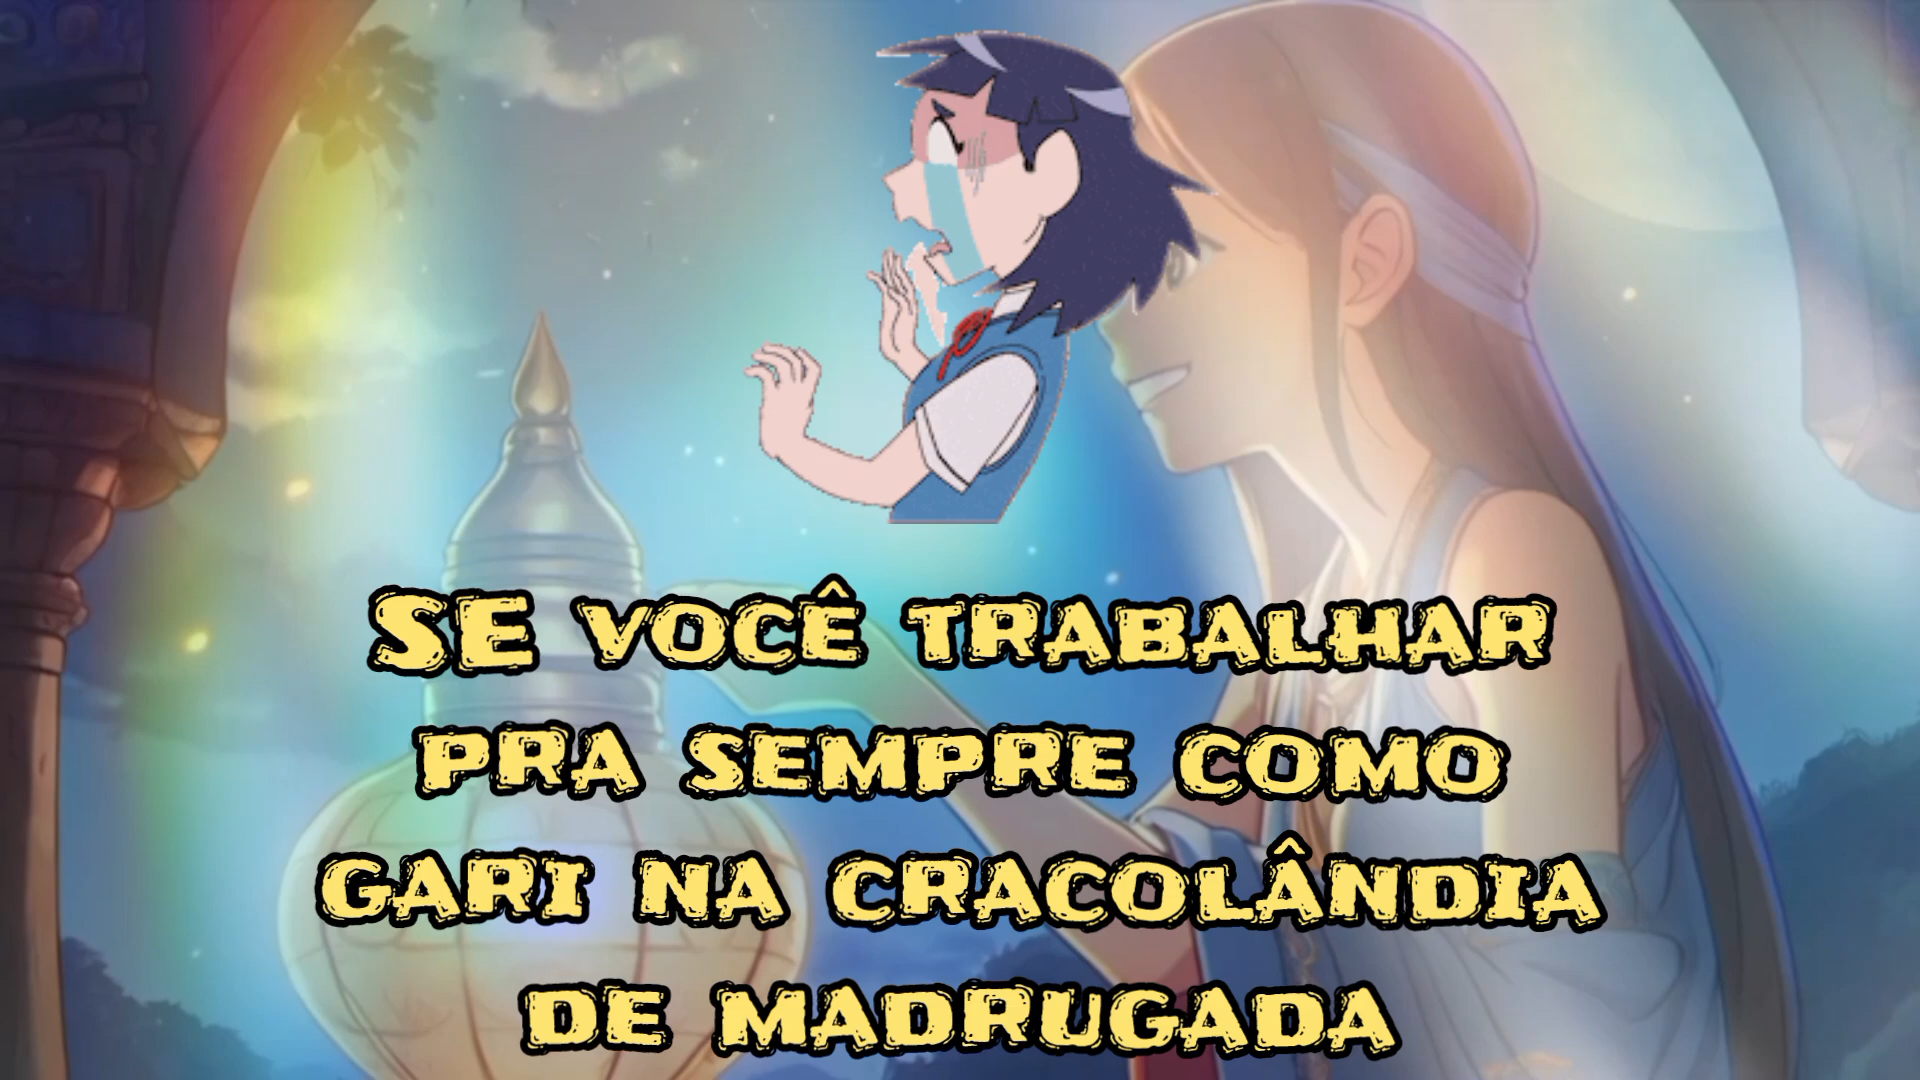 SE VOCÊ TRABALHAR
PRA SEMPRE COMO
GARI NA CRACOLÂNDIA
DE MADRUGADA